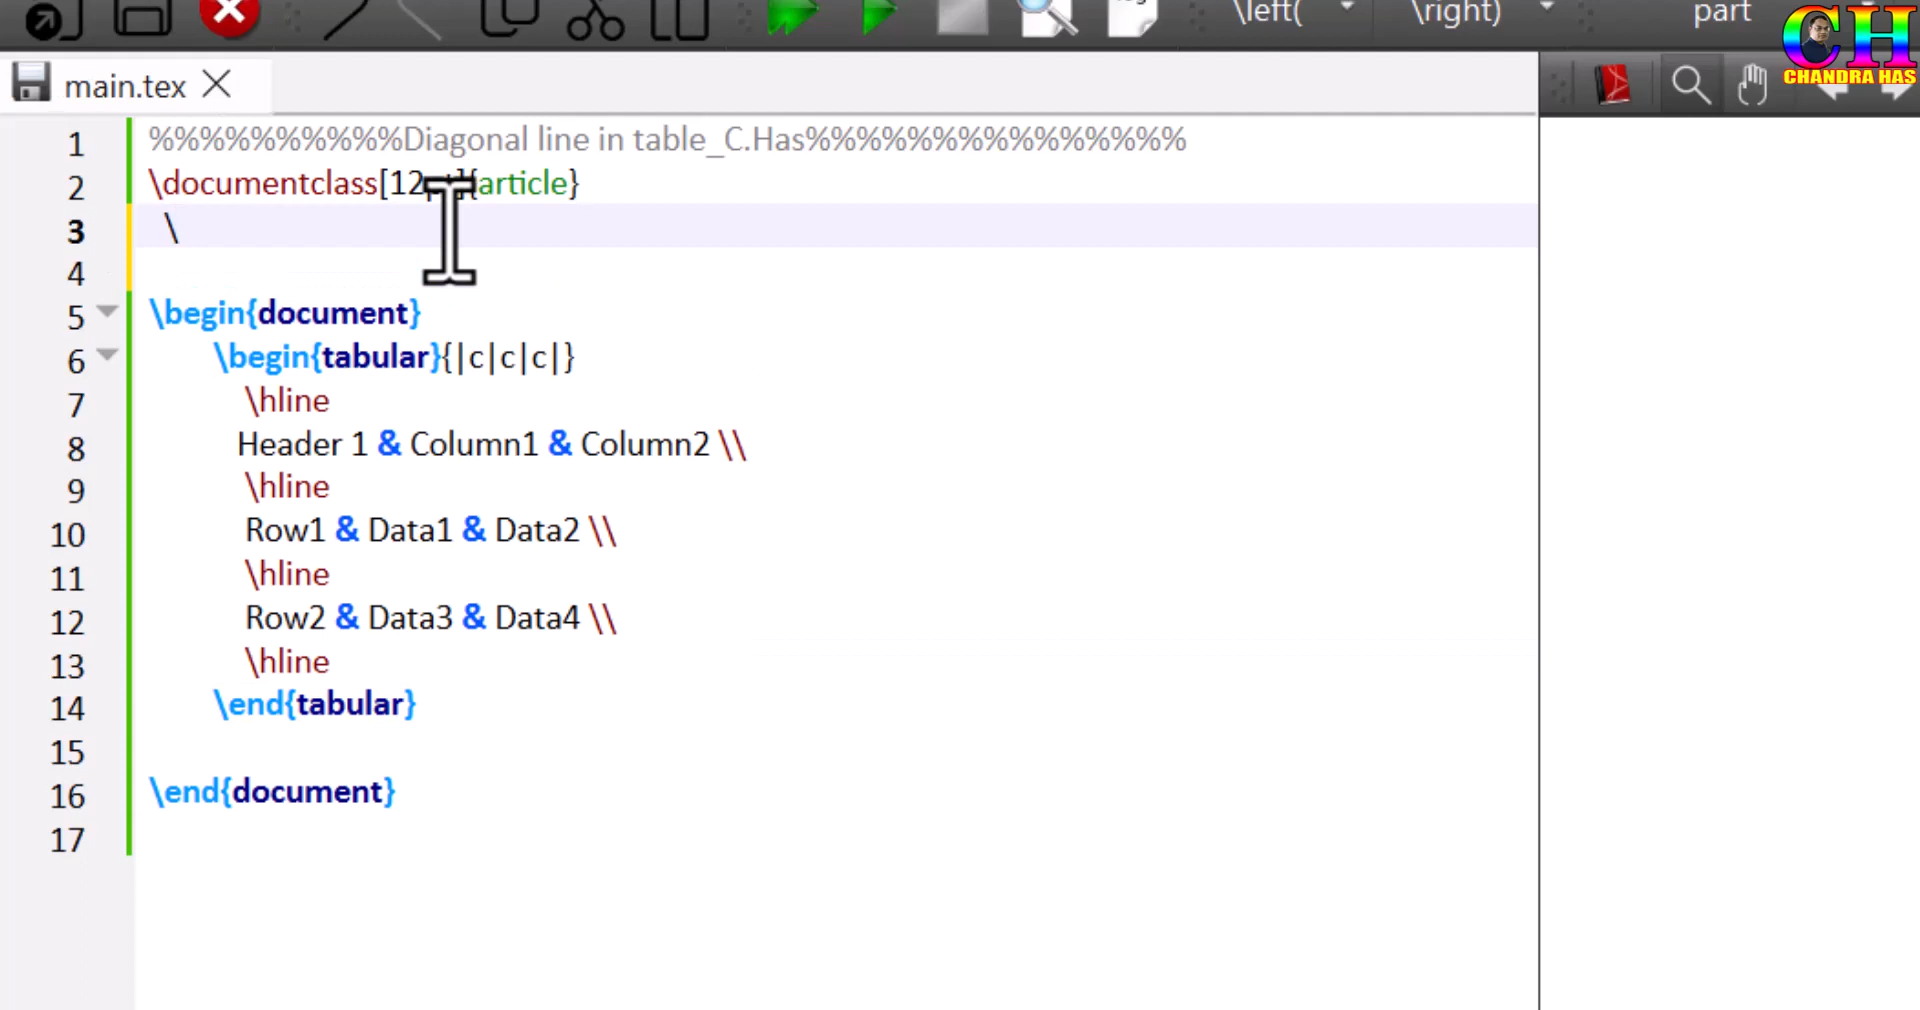 \left( \right) part
CH
CHANDRA HAS
main.tex
1 %%%%%%%%%%%Diagonal line in table_C.Has%%%%%%%%%%%%%%%
2 \documentclass[12pt]{article}
3 \
4
5 \begin{document}
6 \begin{tabular}{|c|c|c|}
7 \hline
8 Header 1 & Column1 & Column2 \\
9 \hline
10 Row1 & Data1 & Data2 \\
11 \hline
12 Row2 & Data3 & Data4 \\
13 \hline
14 \end{tabular}
15
16 \end{document}
17